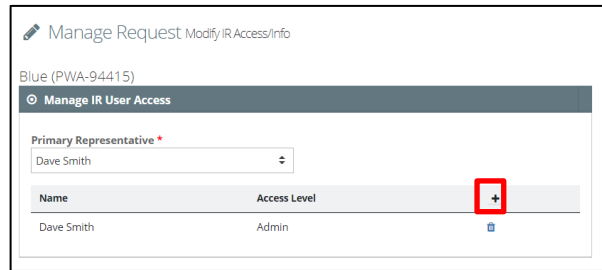 Manage Request Modify IR Access/Info
Blue (PWA-94415)
Manage IR User Access
Primary Representative *
Dave Smith
Name Access Level +
Dave Smith Admin